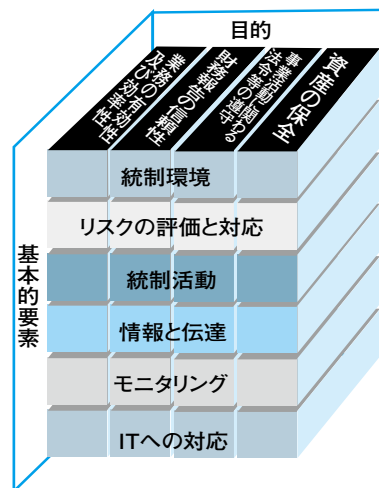 目的
業務の有効性
及びの効率性
財務報告の信頼性
事業活動に関わる
法令等の遵守
資産の保全
基本的要素
統制環境
リスクの評価と対応
統制活動
情報と伝達
モニタリング
ITへの対応